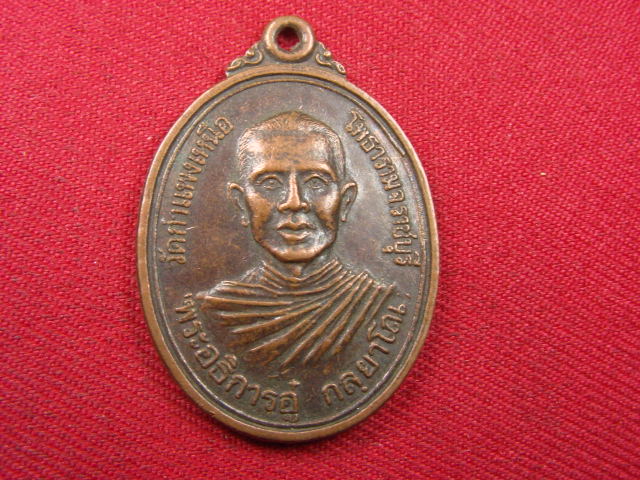 วัดกำแพงเหนือ
โพธาราม จ.ราชบุรี
พระอธิการอู๋ กลฺยาโณ